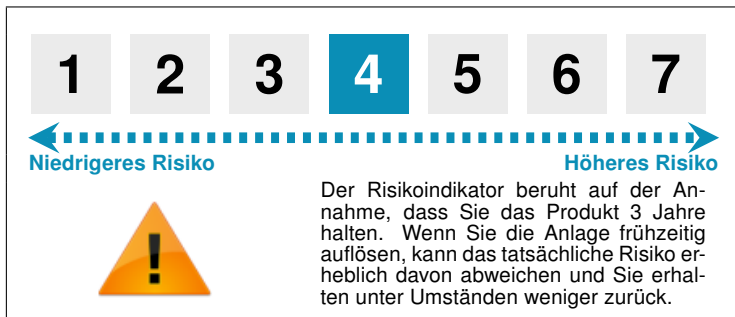 1 2 3 4 5 6 7
Niedrigeres Risiko Höheres Risiko
!
Der Risikoindikator beruht auf der An-
nahme, dass Sie das Produkt 3 Jahre
halten. Wenn Sie die Anlage frühzeitig
auflösen, kann das tatsächliche Risiko er-
heblich davon abweichen und Sie erhal-
ten unter Umständen weniger zurück.